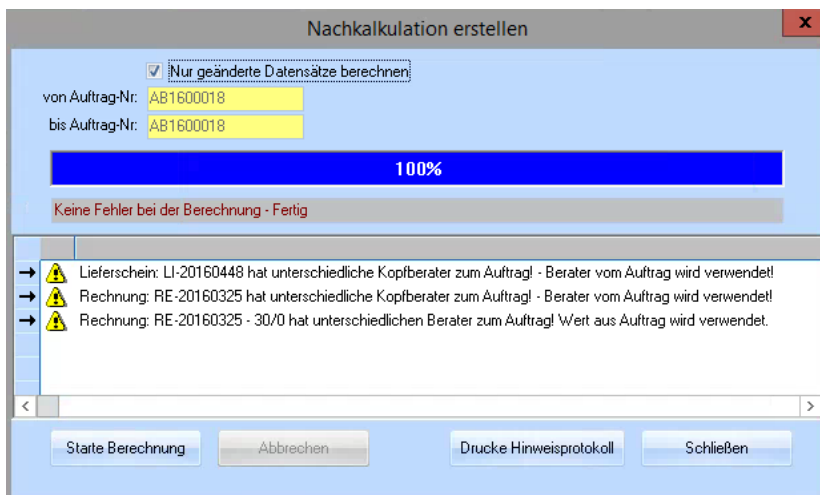 Nachkalkulation erstellen
x
Nur geänderte Datensätze berechnen
von Auftrag-Nr: AB1600018
bis Auftrag-Nr: AB1600018
100%
Keine Fehler bei der Berechnung - Fertig
Lieferschein: LI-20160448 hat unterschiedliche Kopfberater zum Auftrag! - Berater vom Auftrag wird verwendet!
Rechnung: RE-20160325 hat unterschiedliche Kopfberater zum Auftrag! - Berater vom Auftrag wird verwendet!
Rechnung: RE-20160325 - 30/0 hat unterschiedlichen Berater zum Auftrag! Wert aus Auftrag wird verwendet.
Starte Berechnung Abbrechen Drucke Hinweisprotokoll Schließen